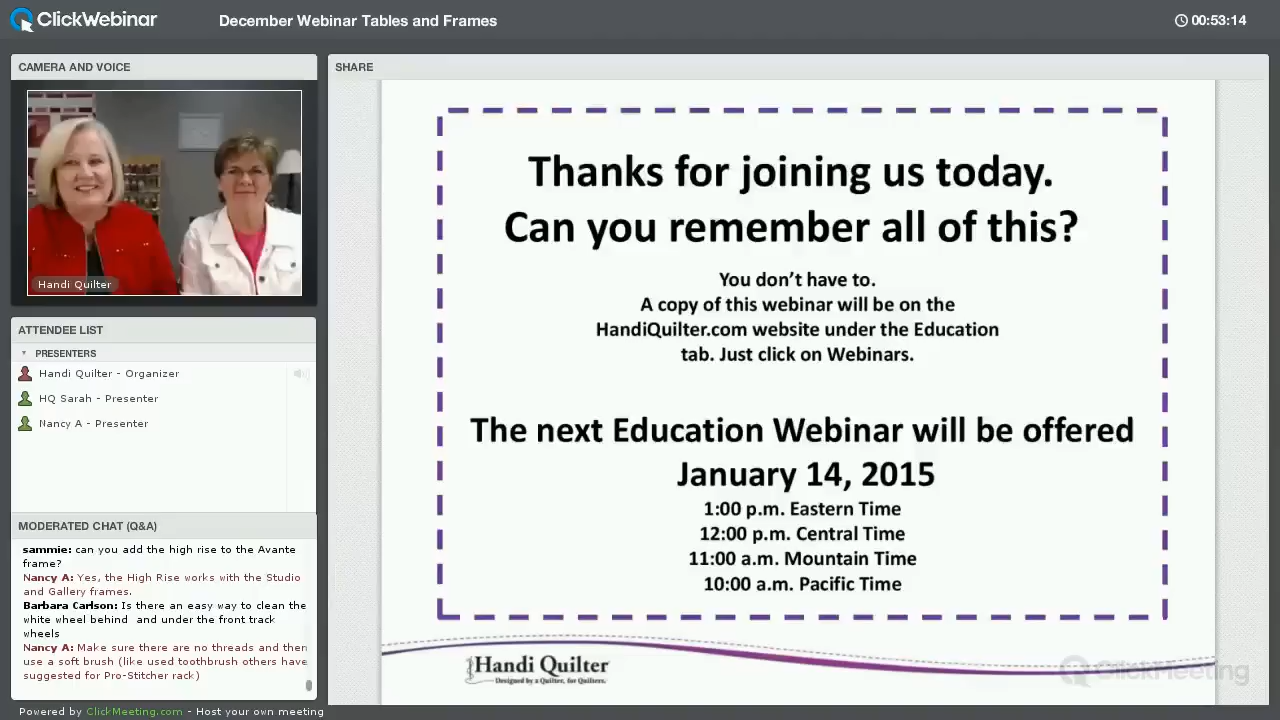 ClickWebinar
December Webinar Tables and Frames
00:53:14
CAMERA AND VOICE
Handi Quilter
ATTENDEE LIST
PRESENTERS
Handi Quilter - Organizer
HQ Sarah - Presenter
Nancy A - Presenter
MODERATED CHAT (Q&A)
sammie: can you add the high rise to the Avante
frame?
Nancy A: Yes, the High Rise works with the Studio
and Gallery frames.
Barbara Carlson: Is there an easy way to clean the
white wheel behind and under the front track
wheels
Nancy A: Make sure there are no threads and then
others have
suggested for Pro-Stitcher rack)
Powered by ClickMeeting.com - Host your own meeting
SHARE
Thanks for joining us today.
Can you remember all of this?
You don’t have to.
A copy of this webinar will be on the
HandiQuilter.com website under the Education
tab. Just click on Webinars.
The next Education Webinar will be offered
January 14, 2015
1:00 p.m. Eastern Time
12:00 p.m. Central Time
11:00 a.m. Mountain Time
10:00 a.m. Pacific Time
Handi Quilter
Designed by a Quilter, for Quilters.
ClickMeeting